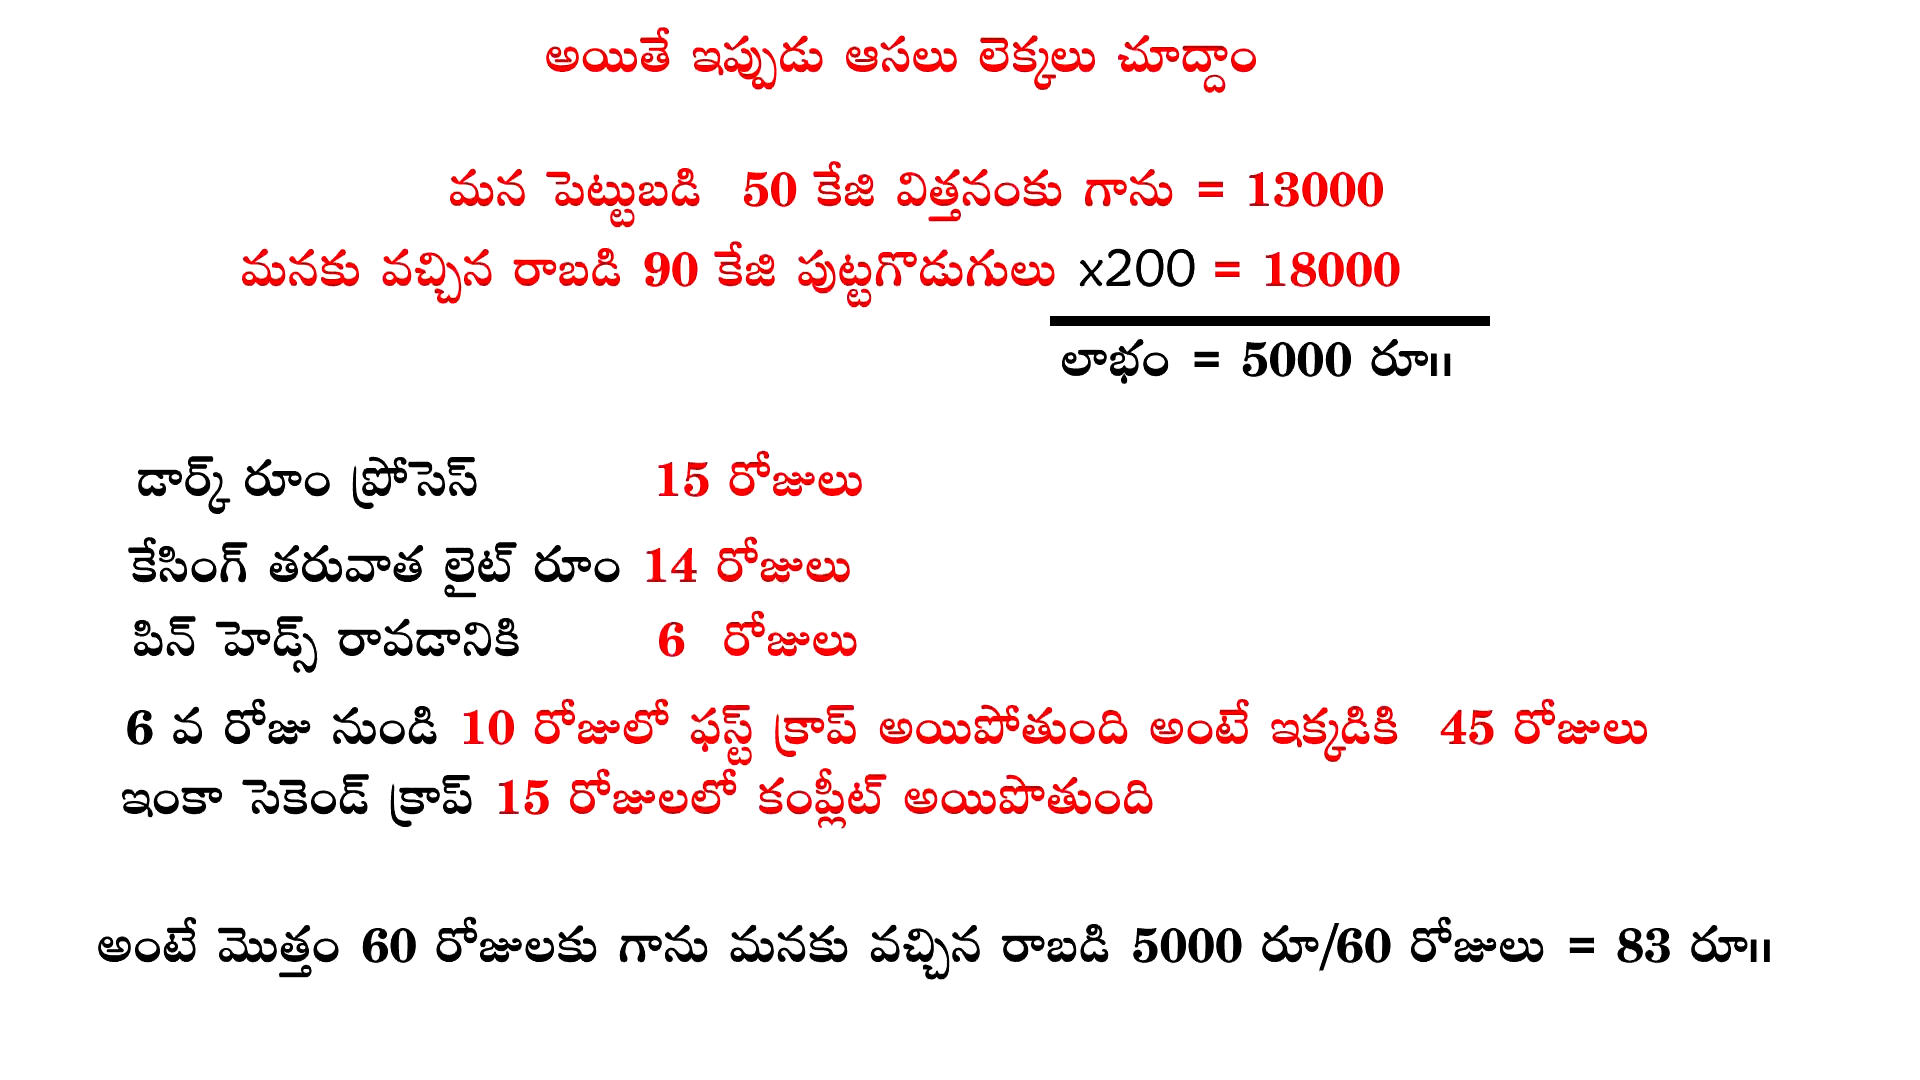 అయితే ఇప్పుడు ఆసలు లెక్కలు చూద్దాం
మన పెట్టుబడి 50 కేజి విత్తనంకు గాను = 13000
మనకు వచ్చిన రాబడి 90 కేజి పుట్టగొడుగులు x200 = 18000
లాభం = 5000 రూ॥
డార్క్ రూం ప్రోసెస్ 15 రోజులు
కేసింగ్ తరువాత లైట్ రూం 14 రోజులు
పిన్ హెడ్స్ రావడానికి 6 రోజులు
6 వ రోజు నుండి 10 రోజులో ఫస్ట్ క్రాప్ అయిపోతుంది అంటే ఇక్కడికి 45 రోజులు
ఇంకా సెకెండ్ క్రాప్ 15 రోజులలో కంప్లీట్ అయిపొతుంది
అంటే మొత్తం 60 రోజులకు గాను మనకు వచ్చిన రాబడి 5000 రూ/60 రోజులు = 83 రూ॥